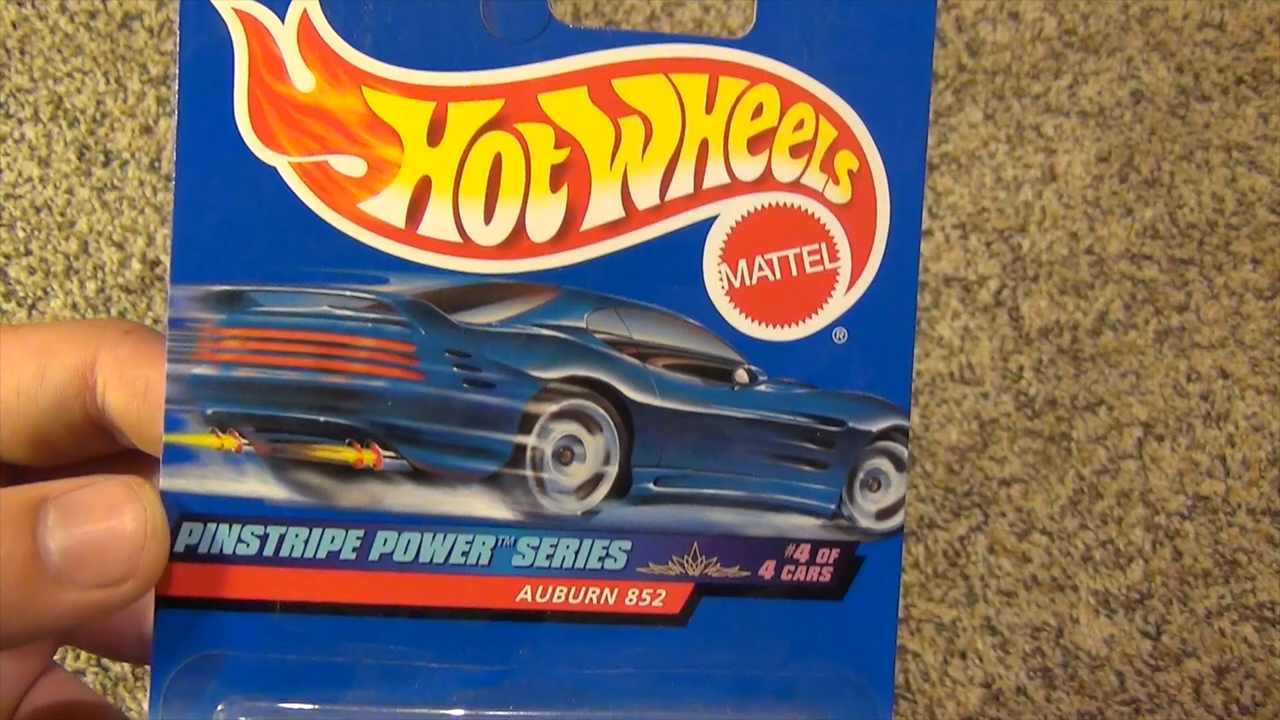 Hot Wheels
MATTEL
®
PINSTRIPE POWER™ SERIES
#4 OF
4 CARS
AUBURN 852